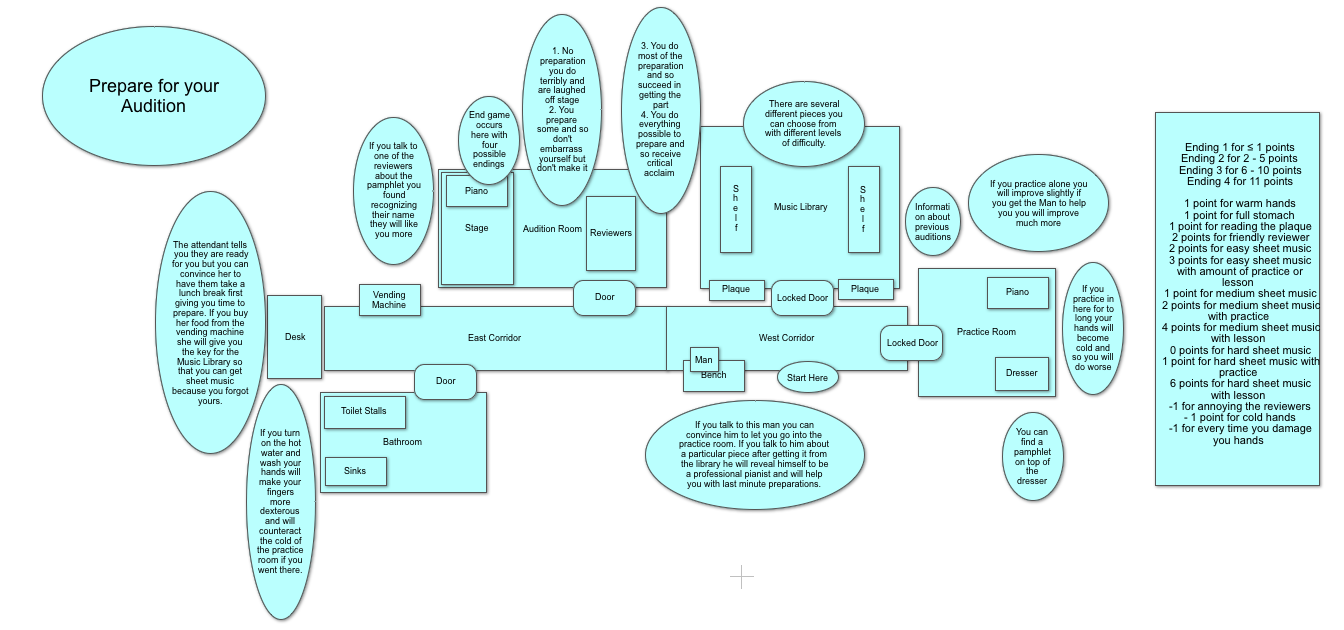 Prepare for your
Audition
The attendant tells
you they are ready
for you but you can
convince her to
have them take a
lunch break first
giving you time to
prepare. If you buy
her food from the
vending machine
she will give you
the key for the
Music Library so
that you can get
sheet music
because you forgot
yours.
If you turn
on the hot
water and
wash your
hands will
make your
fingers
more
dexterous
and will
counteract
the cold of
the practice
room if you
went there.
If you talk to
one of the
reviewers
about the
pamphlet you
found
recognizing
their name
they will like
you more
End game
occurs
here with
four
possible
endings
1. No
preparation
you do
terribly and
are laughed
off stage
2. You
prepare
some and so
don't
embarrass
yourself but
don't make it
3. You do
most of the
preparation
and so
succeed in
getting the
part
4. You do
everything
possible to
prepare and
so receive
critical
acclaim
There are several
different pieces you
can choose from
with different levels
of difficulty.
Piano
Stage
Audition Room
Reviewers
Shelf
Music Library
Shelf
Informati
on about
previous
auditions
If you practice alone you
will improve slightly if
you get the Man to help
you you will improve
much more
Vending
Machine
Door
Plaque
Locked Door
Plaque
Desk
East Corridor
West Corridor
Locked Door
Man
Bench
Start Here
Door
Piano
Practice Room
Dresser
If you
practice in
here for to
long your
hands will
become
cold and
so you will
do worse
Toilet Stalls
Bathroom
Sinks
If you talk to this man you can
convince him to let you go into the
practice room. If you talk to him about
a particular piece after getting it from
the library he will reveal himself to be
a professional pianist and will help
you with last minute preparations.
You can
find a
pamphlet
on top of
the
dresser
Ending 1 for ≤ 1 points
Ending 2 for 2 - 5 points
Ending 3 for 6 - 10 points
Ending 4 for 11 points
1 point for warm hands
1 point for full stomach
1 point for reading the plaque
2 points for friendly reviewer
2 points for easy sheet music
3 points for easy sheet music
with amount of practice or
lesson
1 point for medium sheet music
2 points for medium sheet music
with practice
4 points for medium sheet music
with lesson
0 points for hard sheet music
1 point for hard sheet music with
practice
6 points for hard sheet music
with lesson
-1 for annoying the reviewers
- 1 point for cold hands
-1 for every time you damage
you hands